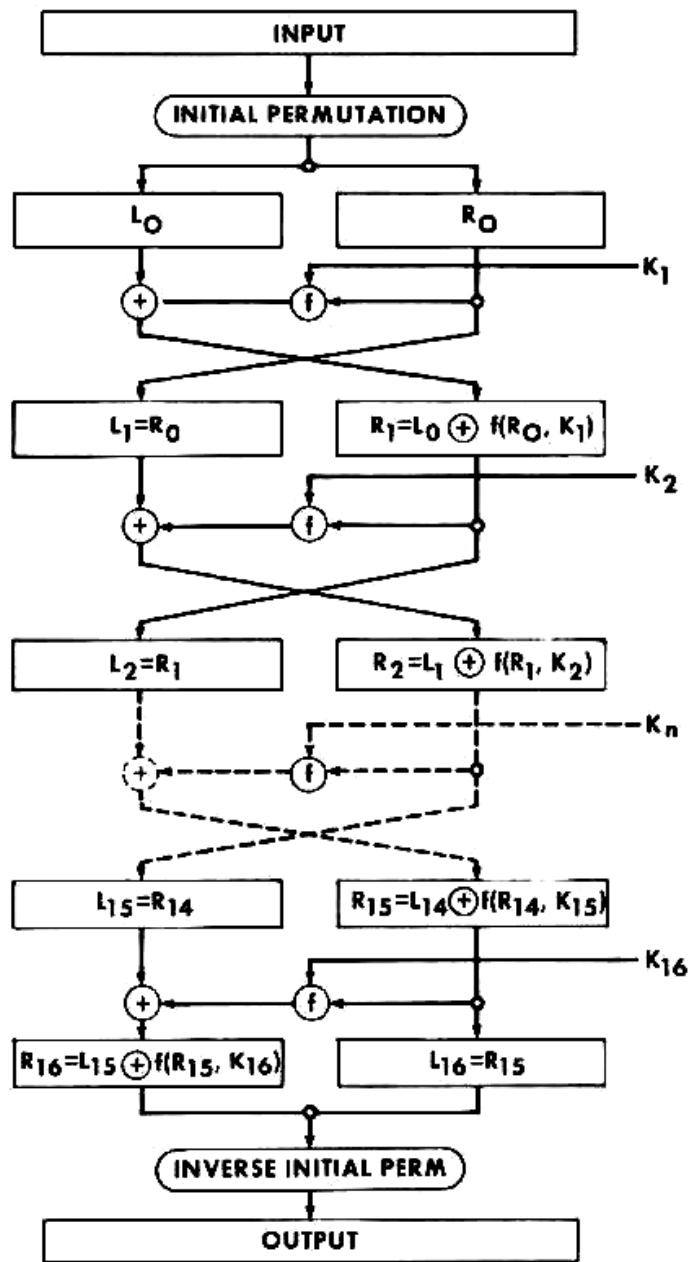 INPUT
INITIAL PERMUTATION
L₀
R₀
K₁
+
f
L₁=R₀
R₁=L₀ ⊕ f(R₀, K₁)
K₂
+
f
L₂=R₁
R₂=L₁ ⊕ f(R₁, K₂)
Kₙ
+
f
L₁₅=R₁₄
R₁₅=L₁₄⊕f(R₁₄, K₁₅)
K₁₆
+
f
R₁₆=L₁₅⊕f(R₁₅, K₁₆)
L₁₆=R₁₅
INVERSE INITIAL PERM
OUTPUT